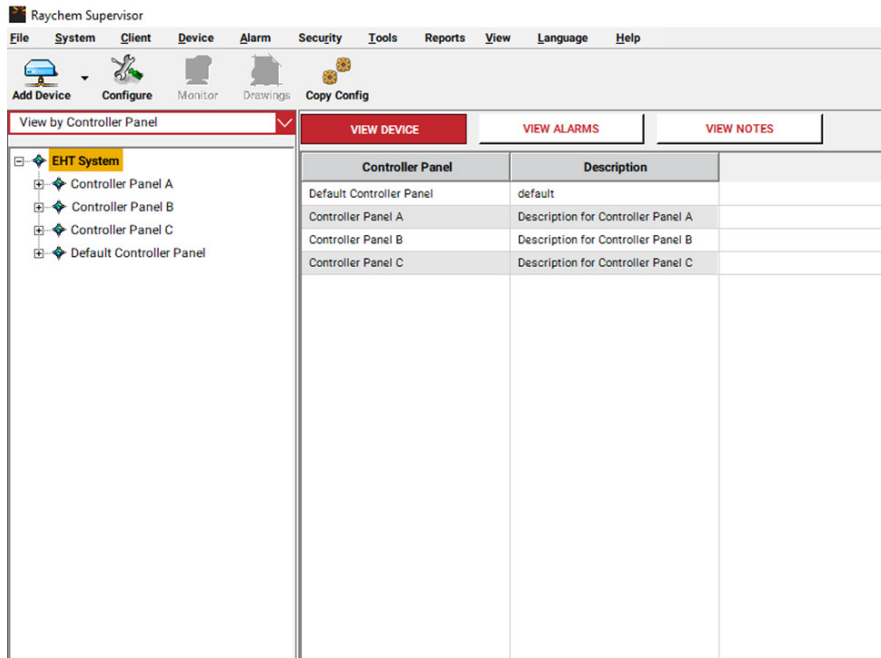 Raychem Supervisor
File System Client Device Alarm Security Tools Reports View Language Help
Add Device Configure Monitor Drawings Copy Config
View by Controller Panel
VIEW DEVICE VIEW ALARMS VIEW NOTES
EHT System
Controller Panel A
Controller Panel B
Controller Panel C
Default Controller Panel
Controller Panel Description
Default Controller Panel default
Controller Panel A Description for Controller Panel A
Controller Panel B Description for Controller Panel B
Controller Panel C Description for Controller Panel C